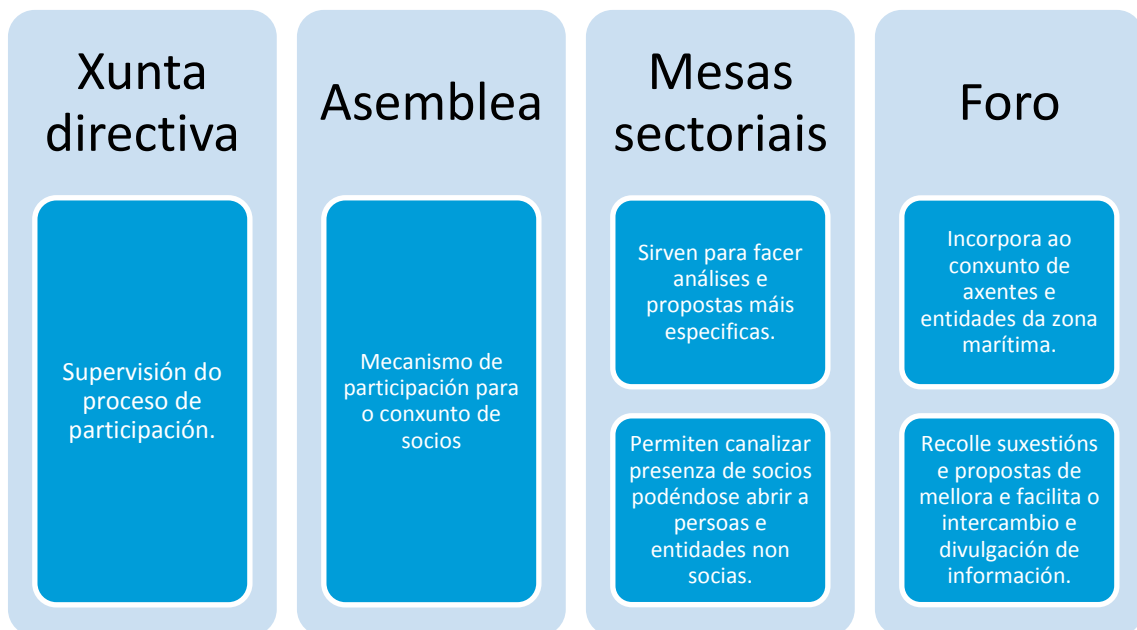 Xunta
directiva
Supervisión do
proceso de
participación.
Asemblea
Mecanismo de
participación para
o conxunto de
socios
Mesas
sectoriais
Sirven para facer
análises e
propostas máis
especificas.
Permiten canalizar
presenza de socios
podéndose abrir a
persoas e
entidades non
socias.
Foro
Incorpora ao
conxunto de
axentes e
entidades da zona
marítima.
Recolle suxestións
e propostas de
mellora e facilita o
intercambio e
divulgación de
información.